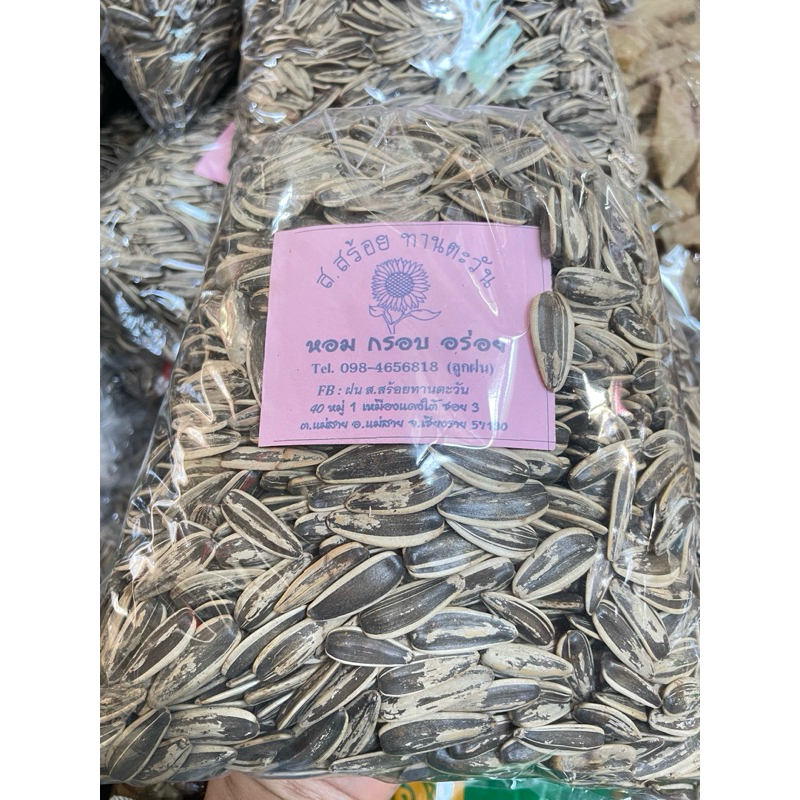 ส.สร้อย ทานตะวัน
หอม กรอบ อร่อย
Tel. 098-4656818 (ลูกฝน)
FB : ฝน ส.สร้อยทานตะวัน
40 หมู่ 1 เหมืองแดงใต้ ซอย 3
ต.แม่สาย อ.แม่สาย จ.เชียงราย 57130